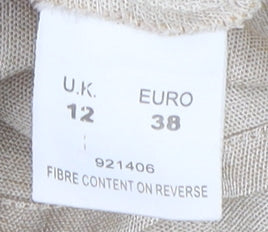 U.K. EURO
12 38
921406
FIBRE CONTENT ON REVERSE